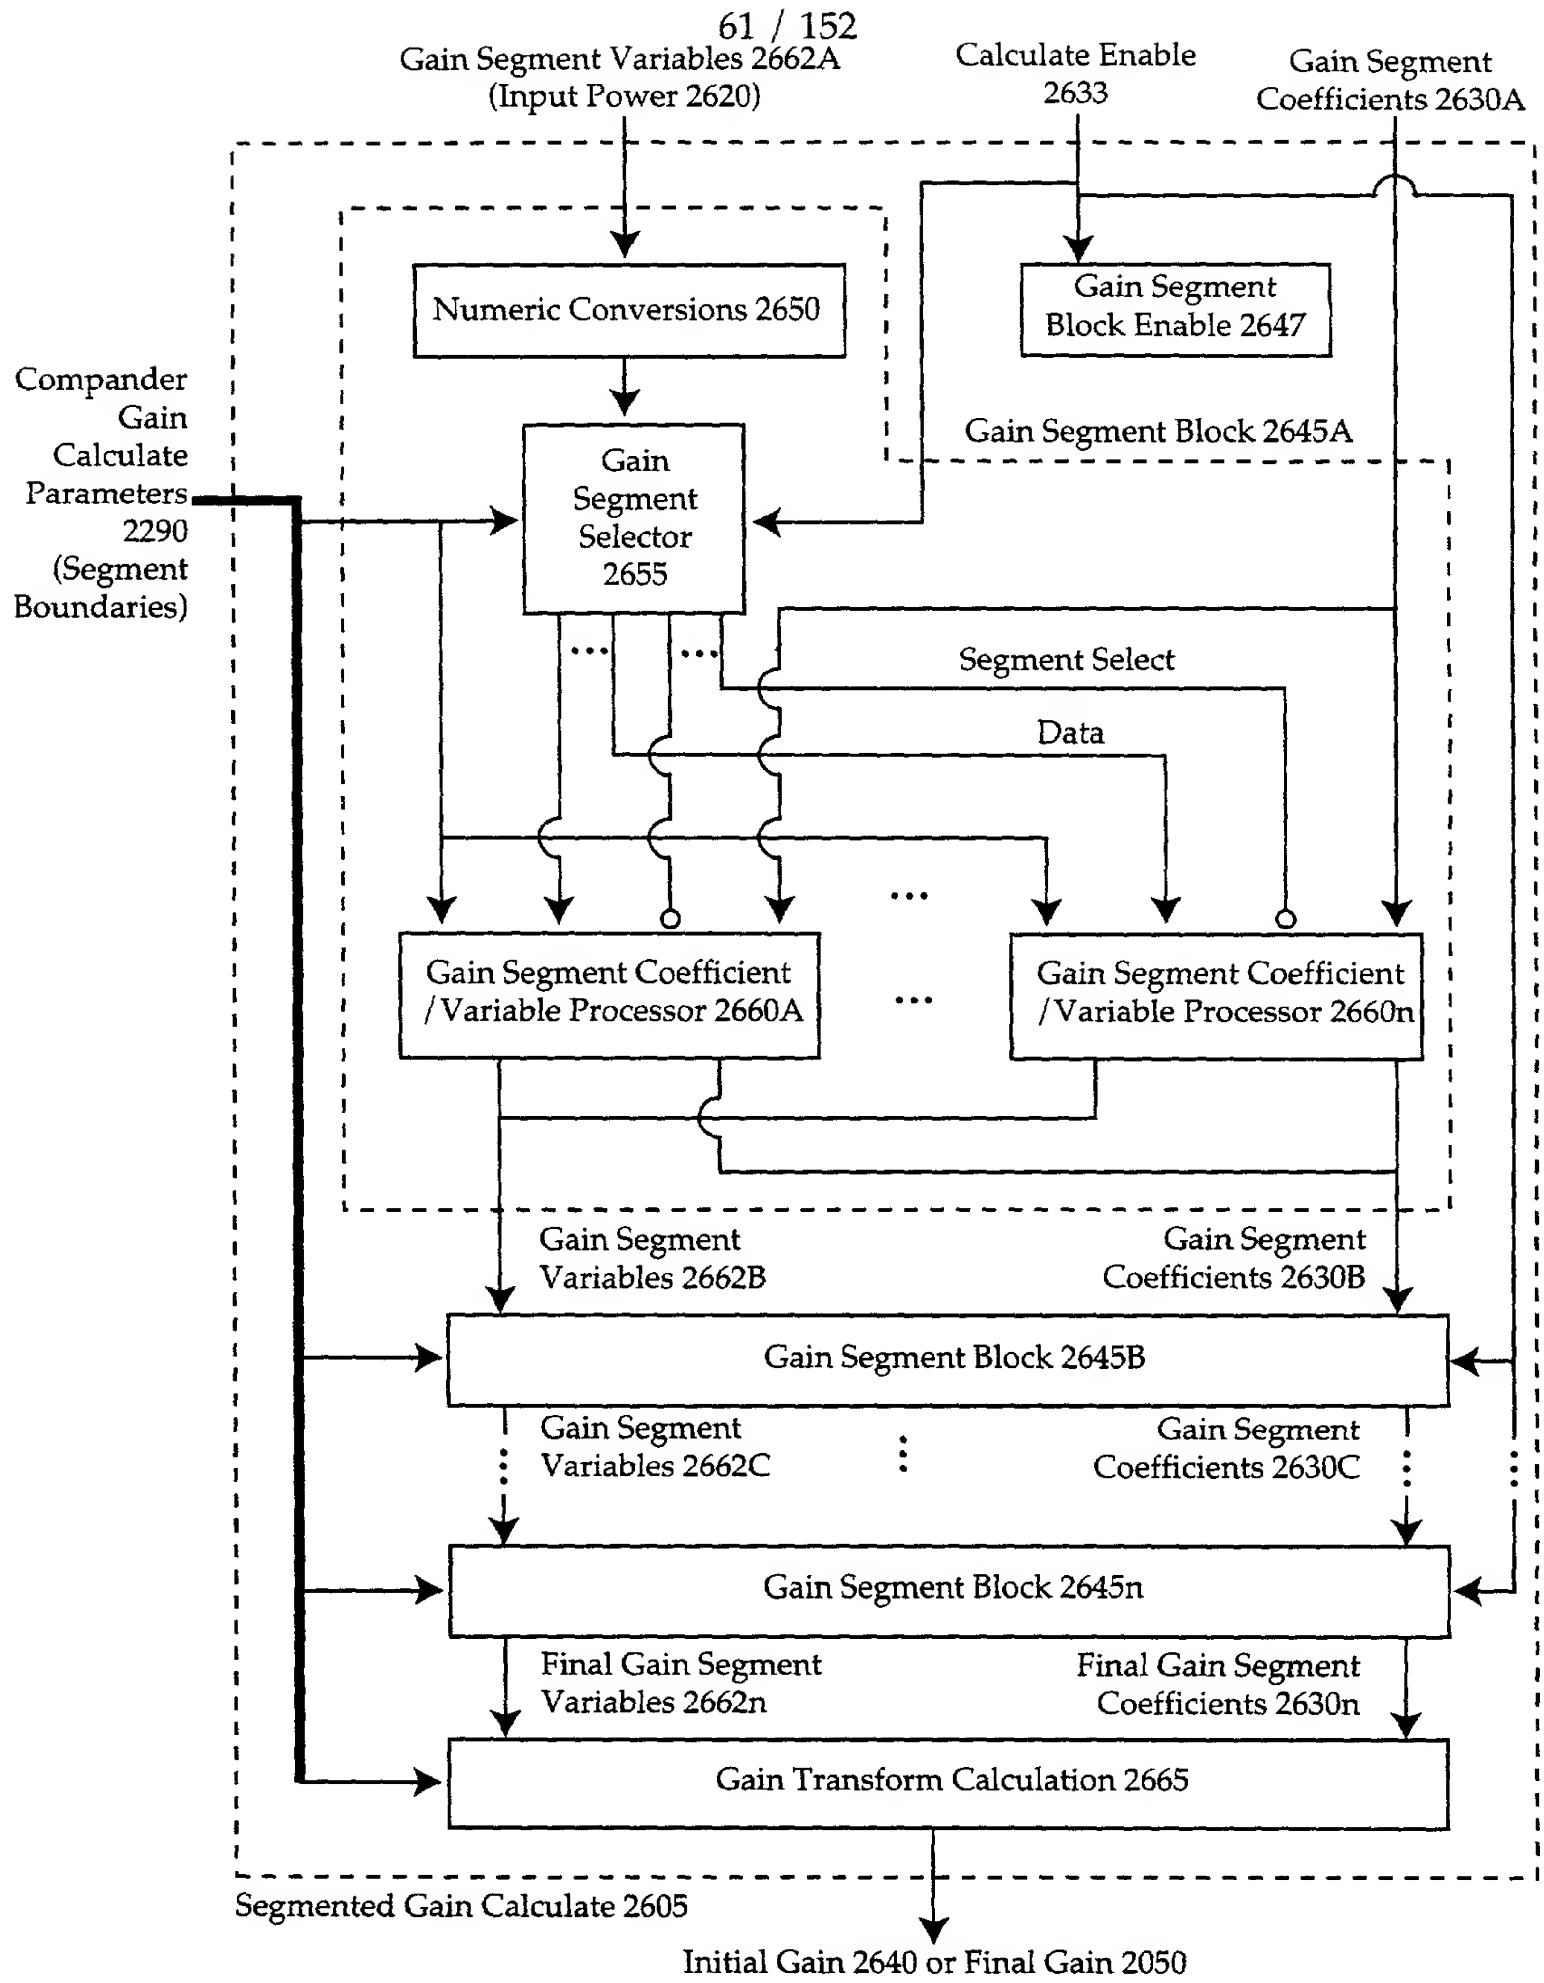 61 / 152
Gain Segment Variables 2662A
(Input Power 2620)
Calculate Enable
2633
Gain Segment
Coefficients 2630A
Numeric Conversions 2650
Gain Segment
Block Enable 2647
Compander
Gain
Calculate
Parameters
2290
(Segment
Boundaries)
Gain Segment Block 2645A
Gain
Segment
Selector
2655
...
...
Segment Select
Data
...
Gain Segment Coefficient
/Variable Processor 2660A
...
Gain Segment Coefficient
/Variable Processor 2660n
Gain Segment
Variables 2662B
Gain Segment
Coefficients 2630B
Gain Segment Block 2645B
Gain Segment
Variables 2662C
Gain Segment
Coefficients 2630C
Gain Segment Block 2645n
Final Gain Segment
Variables 2662n
Final Gain Segment
Coefficients 2630n
Gain Transform Calculation 2665
Segmented Gain Calculate 2605
Initial Gain 2640 or Final Gain 2050